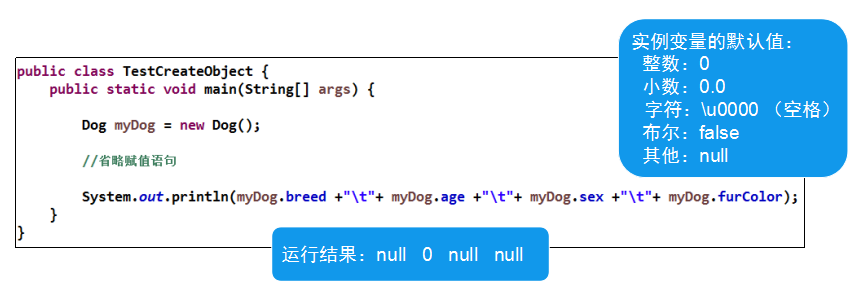 实例变量的默认值：
整数：0
小数：0.0
字符：\u0000 （空格）
布尔：false
其他：null
public class TestCreateObject {
public static void main(String[] args) {
Dog myDog = new Dog();
//省略赋值语句
System.out.println(myDog.breed +"\t"+ myDog.age +"\t"+ myDog.sex +"\t"+ myDog.furColor);
}
}
运行结果：null 0 null null